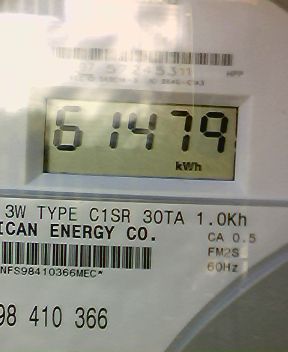 61479
kWh
3W TYPE C1SR 30TA 1.0Kh
ICAN ENERGY CO.
CA 0.5
FM2S
60Hz
NFS98410366MEC*
98 410 366